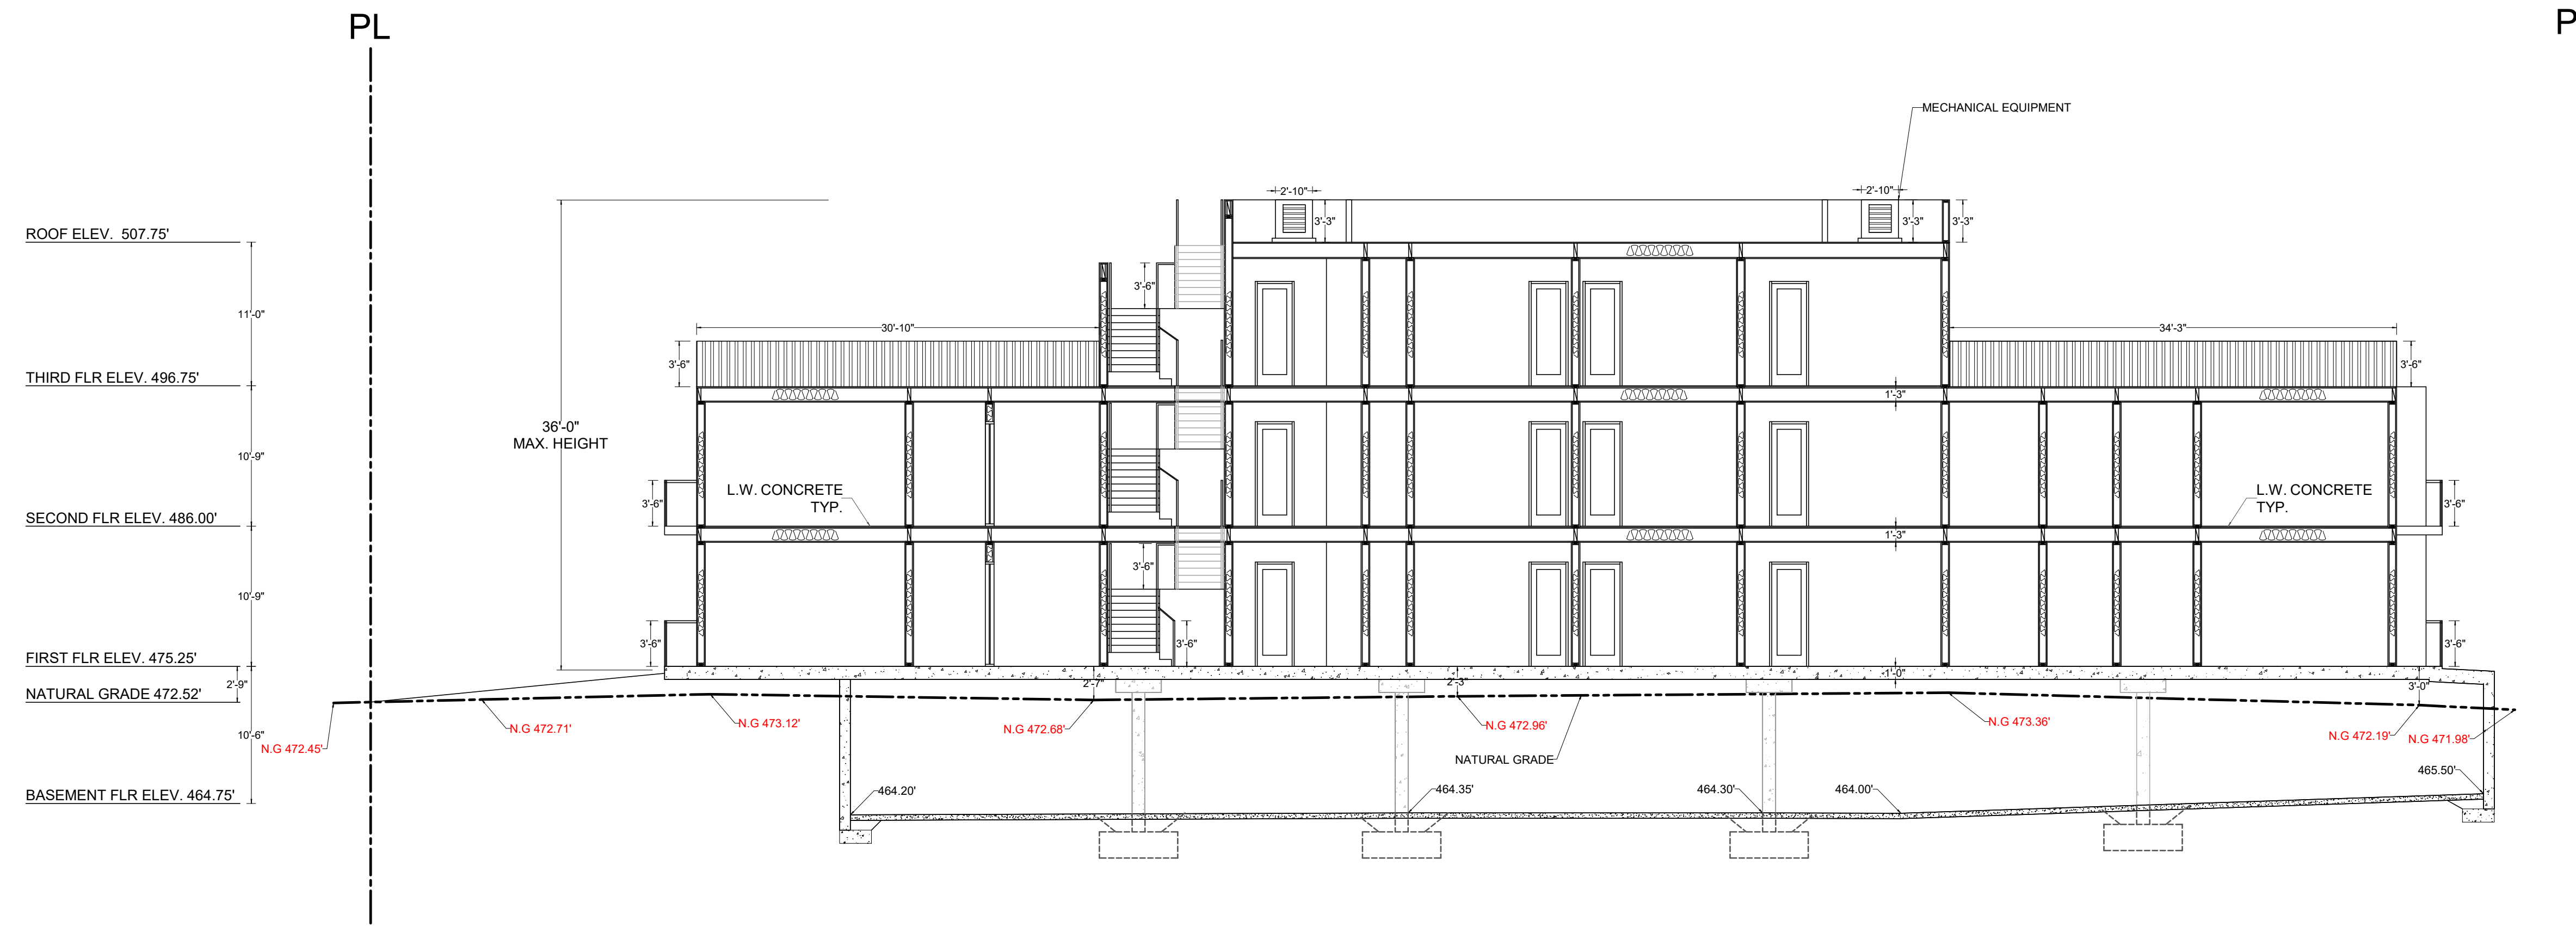 PL
P
MECHANICAL EQUIPMENT
2'-10"
2'-10"
3'-3"
3'-3"
3'-3"
ROOF ELEV.  507.75'
3'-6"
11'-0"
30'-10"
34'-3"
3'-6"
3'-6"
THIRD FLR ELEV. 496.75'
1'-3"
36'-0"
MAX. HEIGHT
10'-9"
L.W. CONCRETE
TYP.
L.W. CONCRETE
TYP.
3'-6"
3'-6"
SECOND FLR ELEV. 486.00'
1'-3"
3'-6"
10'-9"
3'-6"
3'-6"
3'-6"
FIRST FLR ELEV. 475.25'
1'-0"
2'-9"
2'-7"
2'-3"
3'-0"
NATURAL GRADE 472.52'
N.G 472.45'
N.G 472.71'
N.G 473.12'
N.G 472.68'
N.G 472.96'
N.G 473.36'
N.G 472.19'
N.G 471.98'
10'-6"
NATURAL GRADE
465.50'
BASEMENT FLR ELEV. 464.75'
464.20'
464.35'
464.30'
464.00'